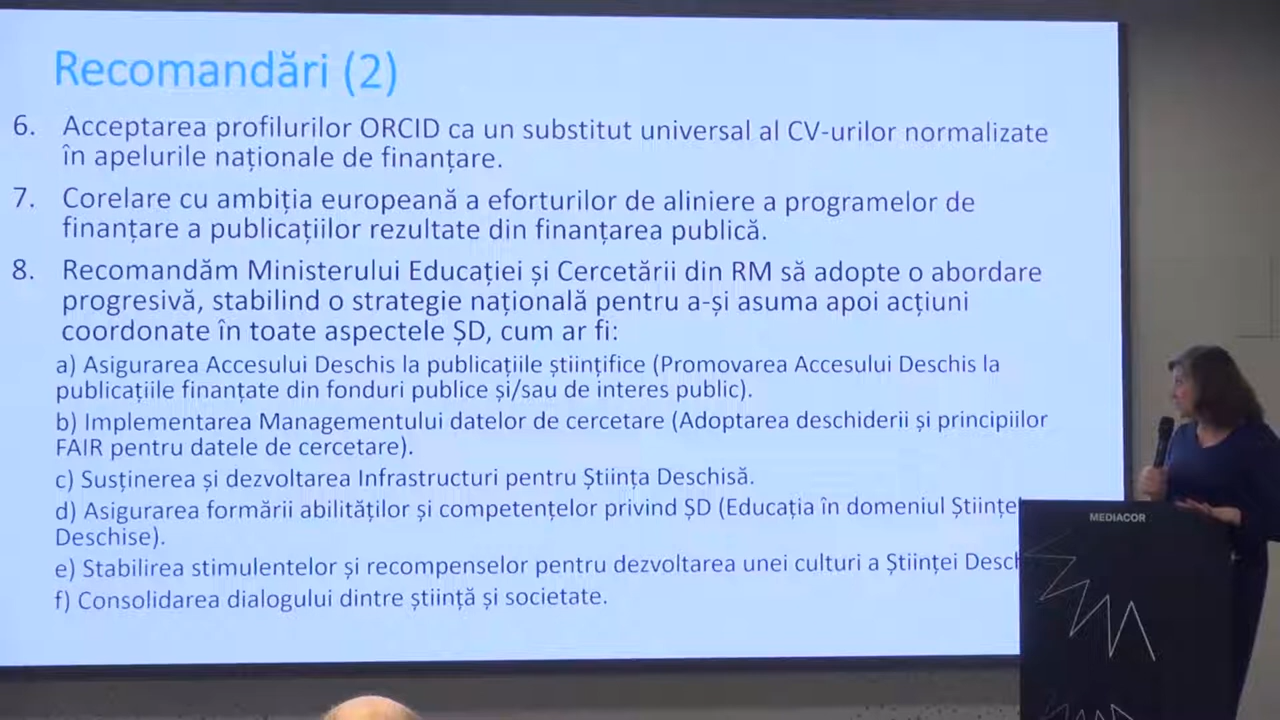 Recomandări (2)
6. Acceptarea profilurilor ORCID ca un substitut universal al CV-urilor normalizate
în apelurile naționale de finanțare.
7. Corelare cu ambiția europeană a eforturilor de aliniere a programelor de
finanțare a publicațiilor rezultate din finanțarea publică.
8. Recomandăm Ministerului Educației și Cercetării din RM să adopte o abordare
progresivă, stabilind o strategie națională pentru a-și asuma apoi acțiuni
coordonate în toate aspectele ȘD, cum ar fi:
a) Asigurarea Accesului Deschis la publicațiile științifice (Promovarea Accesului Deschis la
publicațiile finanțate din fonduri publice și/sau de interes public).
b) Implementarea Managementului datelor de cercetare (Adoptarea deschiderii și principiilor
FAIR pentru datele de cercetare).
c) Susținerea și dezvoltarea Infrastructuri pentru Știința Deschisă.
d) Asigurarea formării abilităților și competențelor privind ȘD (Educația în domeniul
Deschise).
e) Stabilirea stimulentelor și recompenselor pentru dezvoltarea unei culturi a Științei
f) Consolidarea dialogului dintre știință și societate.
MEDIACOR